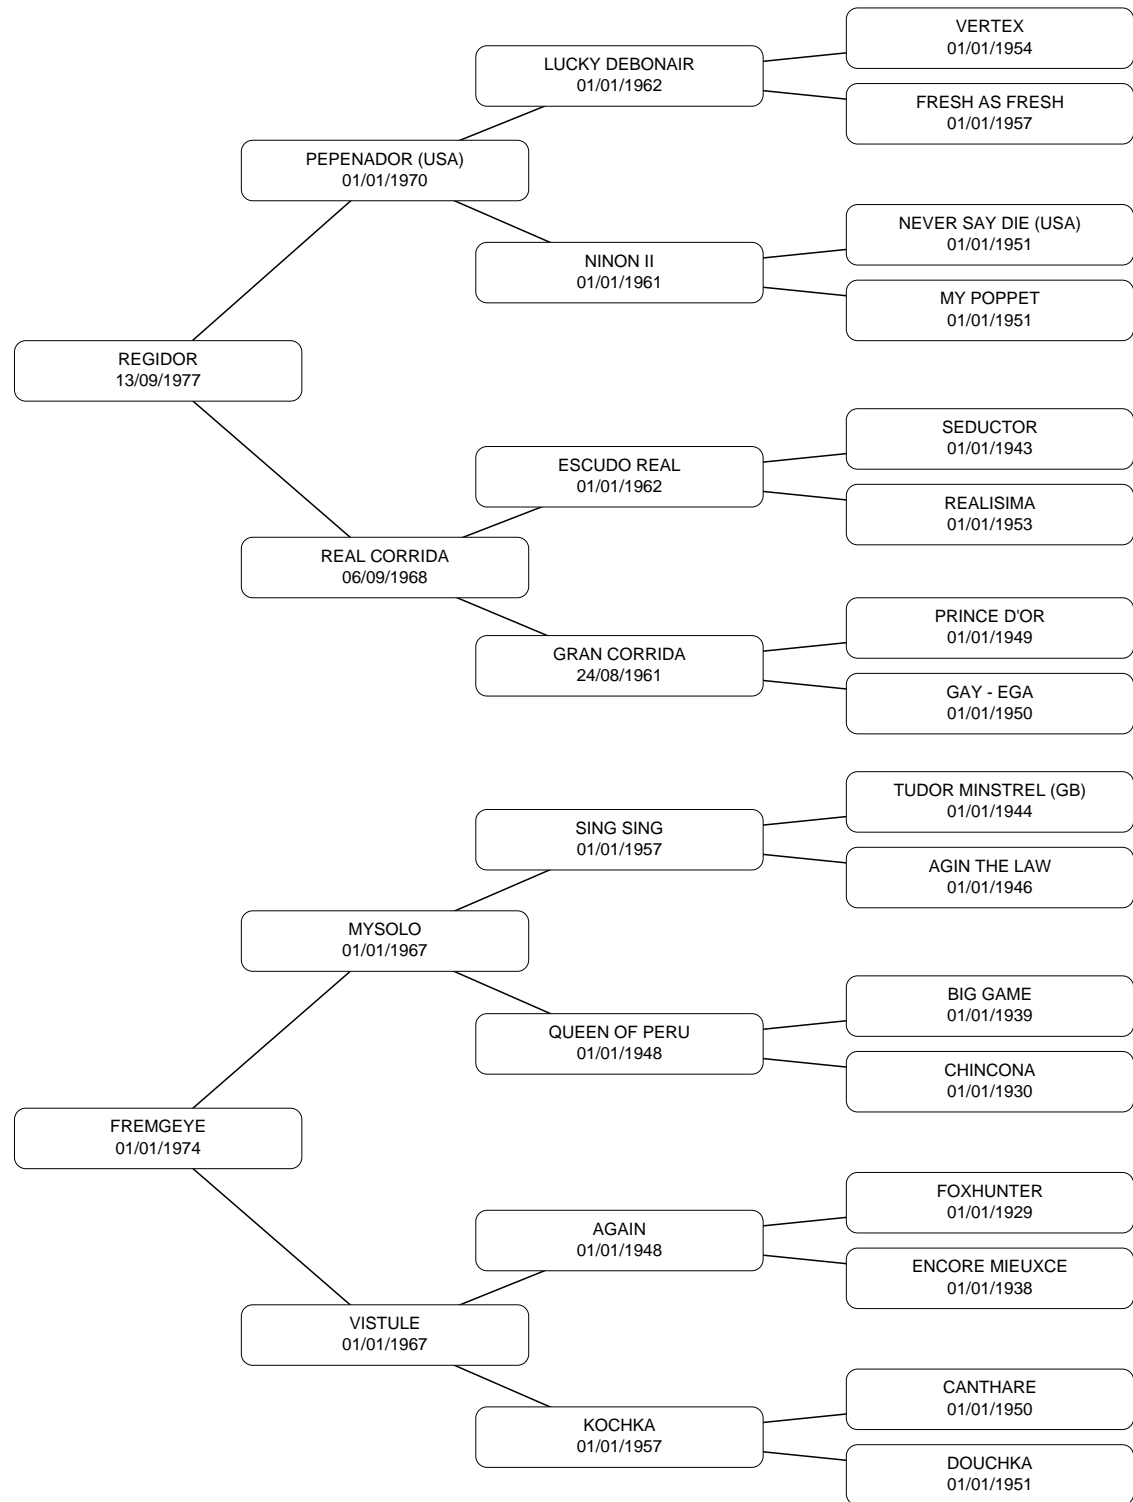 VERTEX
01/01/1954
LUCKY DEBONAIR
01/01/1962
FRESH AS FRESH
01/01/1957
PEPENADOR (USA)
01/01/1970
NEVER SAY DIE (USA)
01/01/1951
NINON II
01/01/1961
MY POPPET
01/01/1951
REGIDOR
13/09/1977
SEDUCTOR
01/01/1943
ESCUDO REAL
01/01/1962
REALISIMA
01/01/1953
REAL CORRIDA
06/09/1968
PRINCE D'OR
01/01/1949
GRAN CORRIDA
24/08/1961
GAY - EGA
01/01/1950
TUDOR MINSTREL (GB)
01/01/1944
SING SING
01/01/1957
AGIN THE LAW
01/01/1946
MYSOLO
01/01/1967
BIG GAME
01/01/1939
QUEEN OF PERU
01/01/1948
CHINCONA
01/01/1930
FREMGEYE
01/01/1974
FOXHUNTER
01/01/1929
AGAIN
01/01/1948
ENCORE MIEUXCE
01/01/1938
VISTULE
01/01/1967
CANTHARE
01/01/1950
KOCHKA
01/01/1957
DOUCHKA
01/01/1951